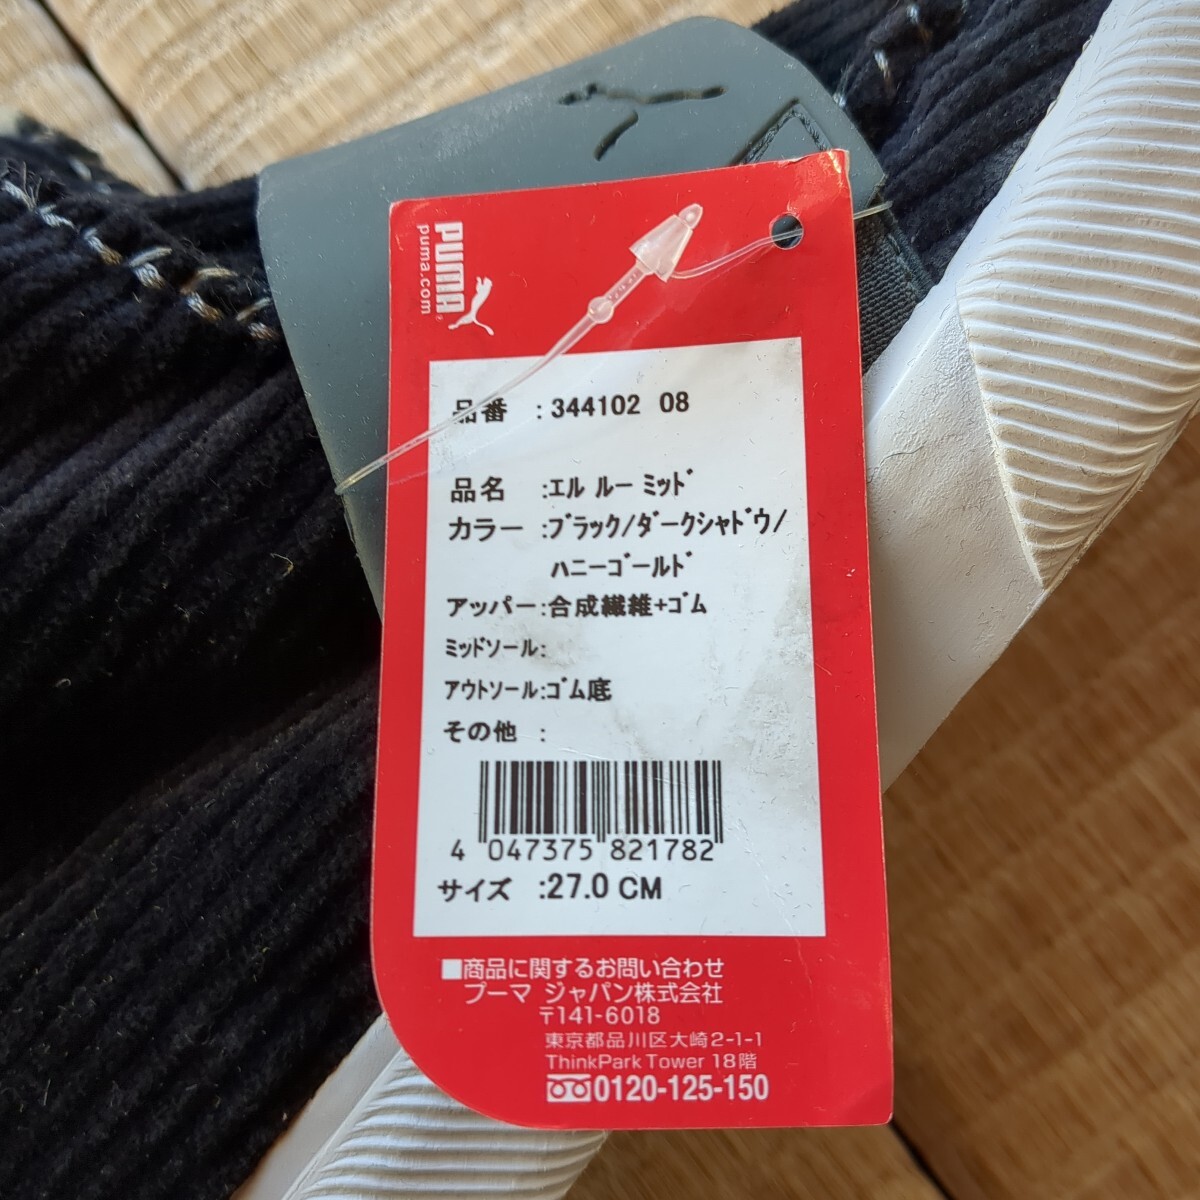 PUMA®
puma.com
品番 : 344102 08
品名 :エル ルー ミッド
カラー :ブラック/ダークシャドウ/
ハニーゴールド
アッパー:合成繊維+ゴム
ミッドソール:
アウトソール:ゴム底
その他 :
4 047375 821782
サイズ :27.0 CM
■商品に関するお問い合わせ
プーマ ジャパン株式会社
〒141-6018
東京都品川区大崎2-1-1
ThinkPark Tower 18階
0120-125-150